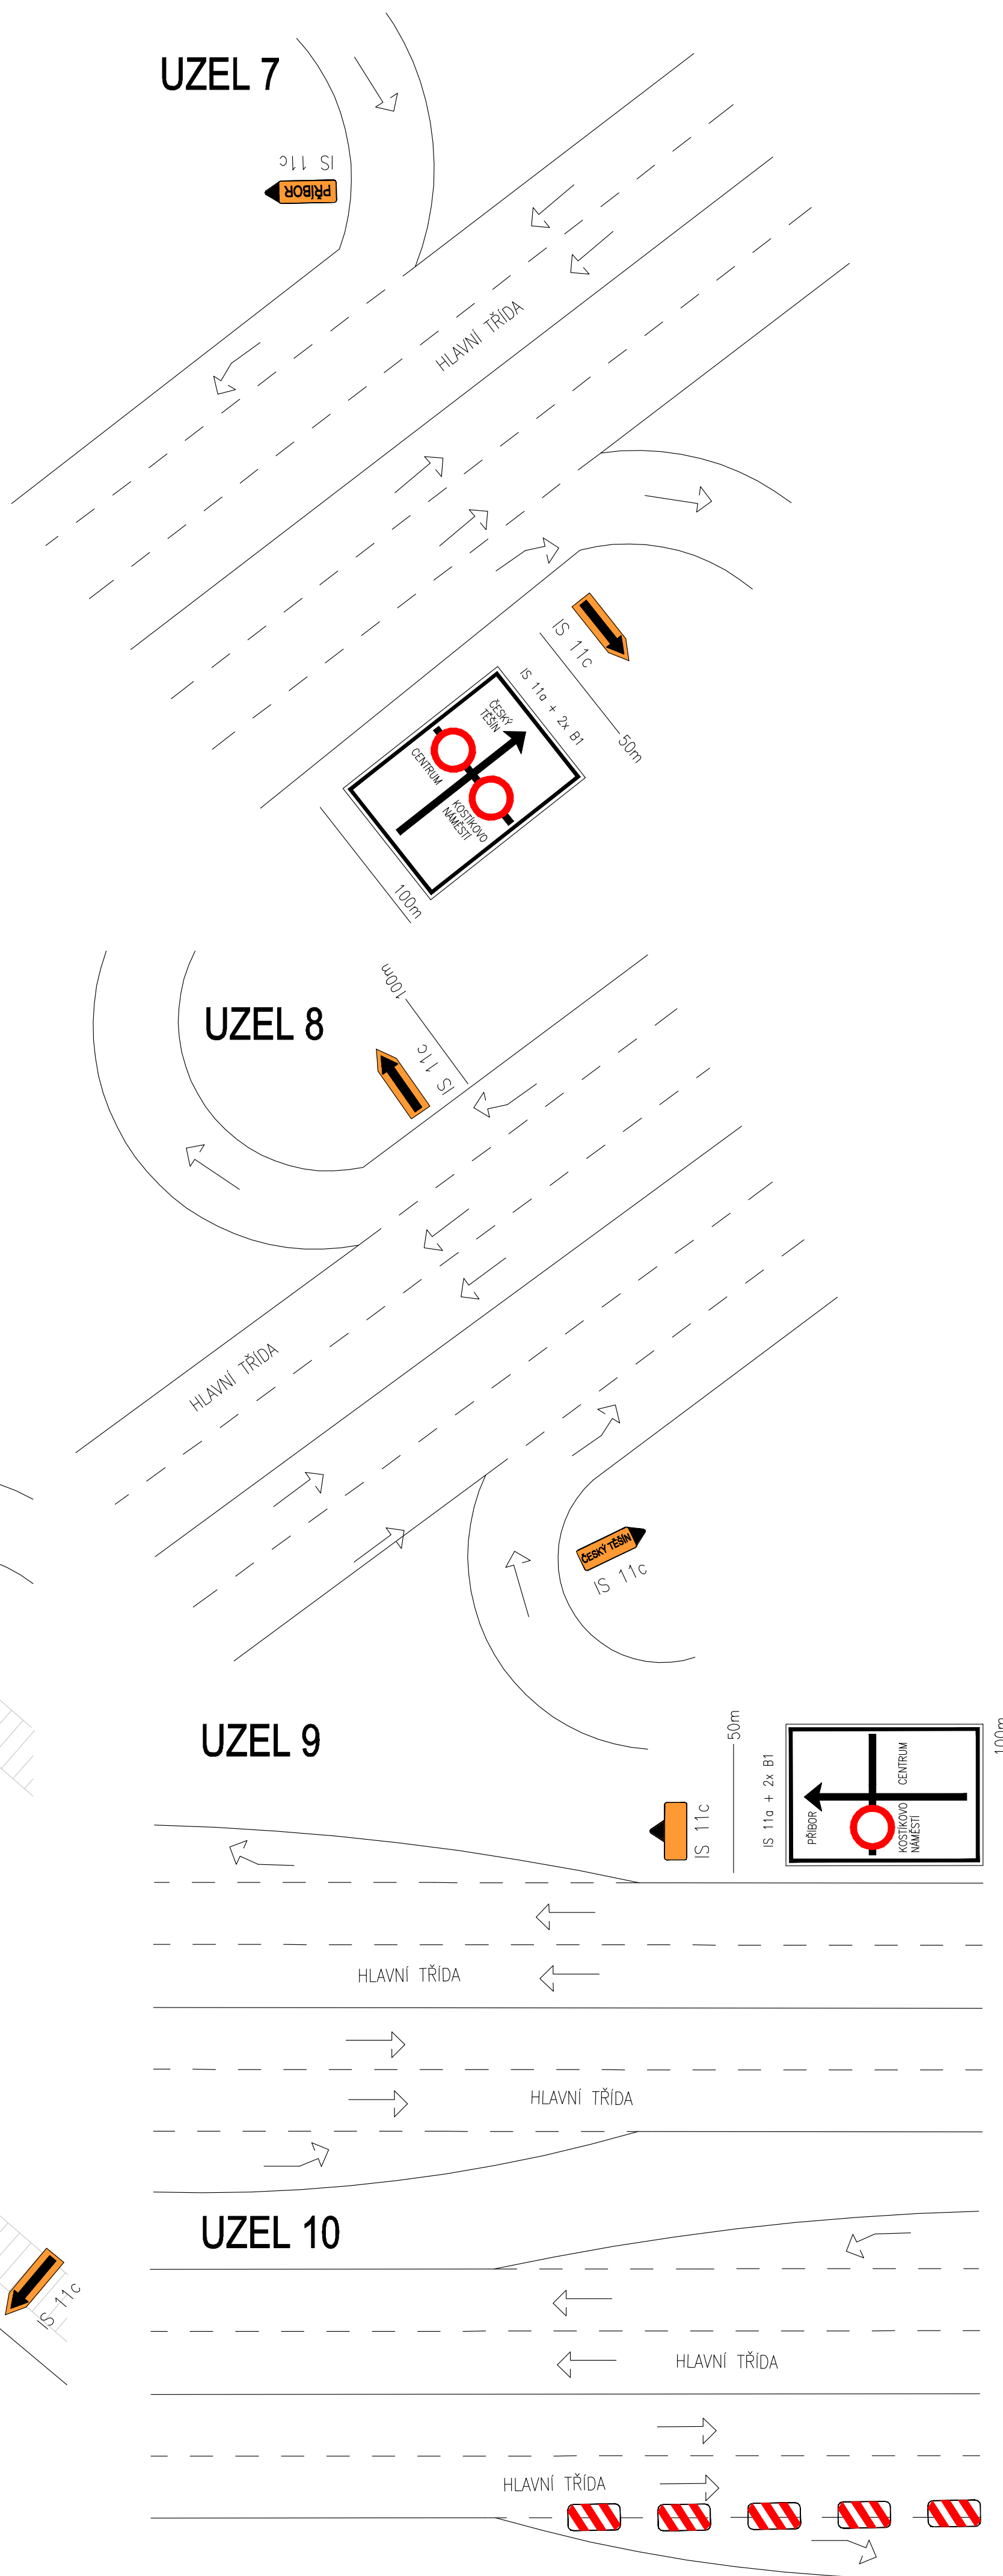 UZEL 7
IS 11c
PŘÍBOR
HLAVNÍ TŘÍDA
IS 11c
50m
IS 11a + 2x B1
ČESKÝ
TĚŠÍN
CENTRUM
KOSTÍKOVO
NÁMĚSTÍ
100m
UZEL 8
100m
IS 11c
HLAVNÍ TŘÍDA
ČESKÝ TĚŠÍN
IS 11c
UZEL 9
50m
IS 11c
IS 11a + 2x B1
PŘÍBOR
KOSTÍKOVO
NÁMĚSTÍ
CENTRUM
100m
HLAVNÍ TŘÍDA
HLAVNÍ TŘÍDA
UZEL 10
IS 11c
HLAVNÍ TŘÍDA
HLAVNÍ TŘÍDA